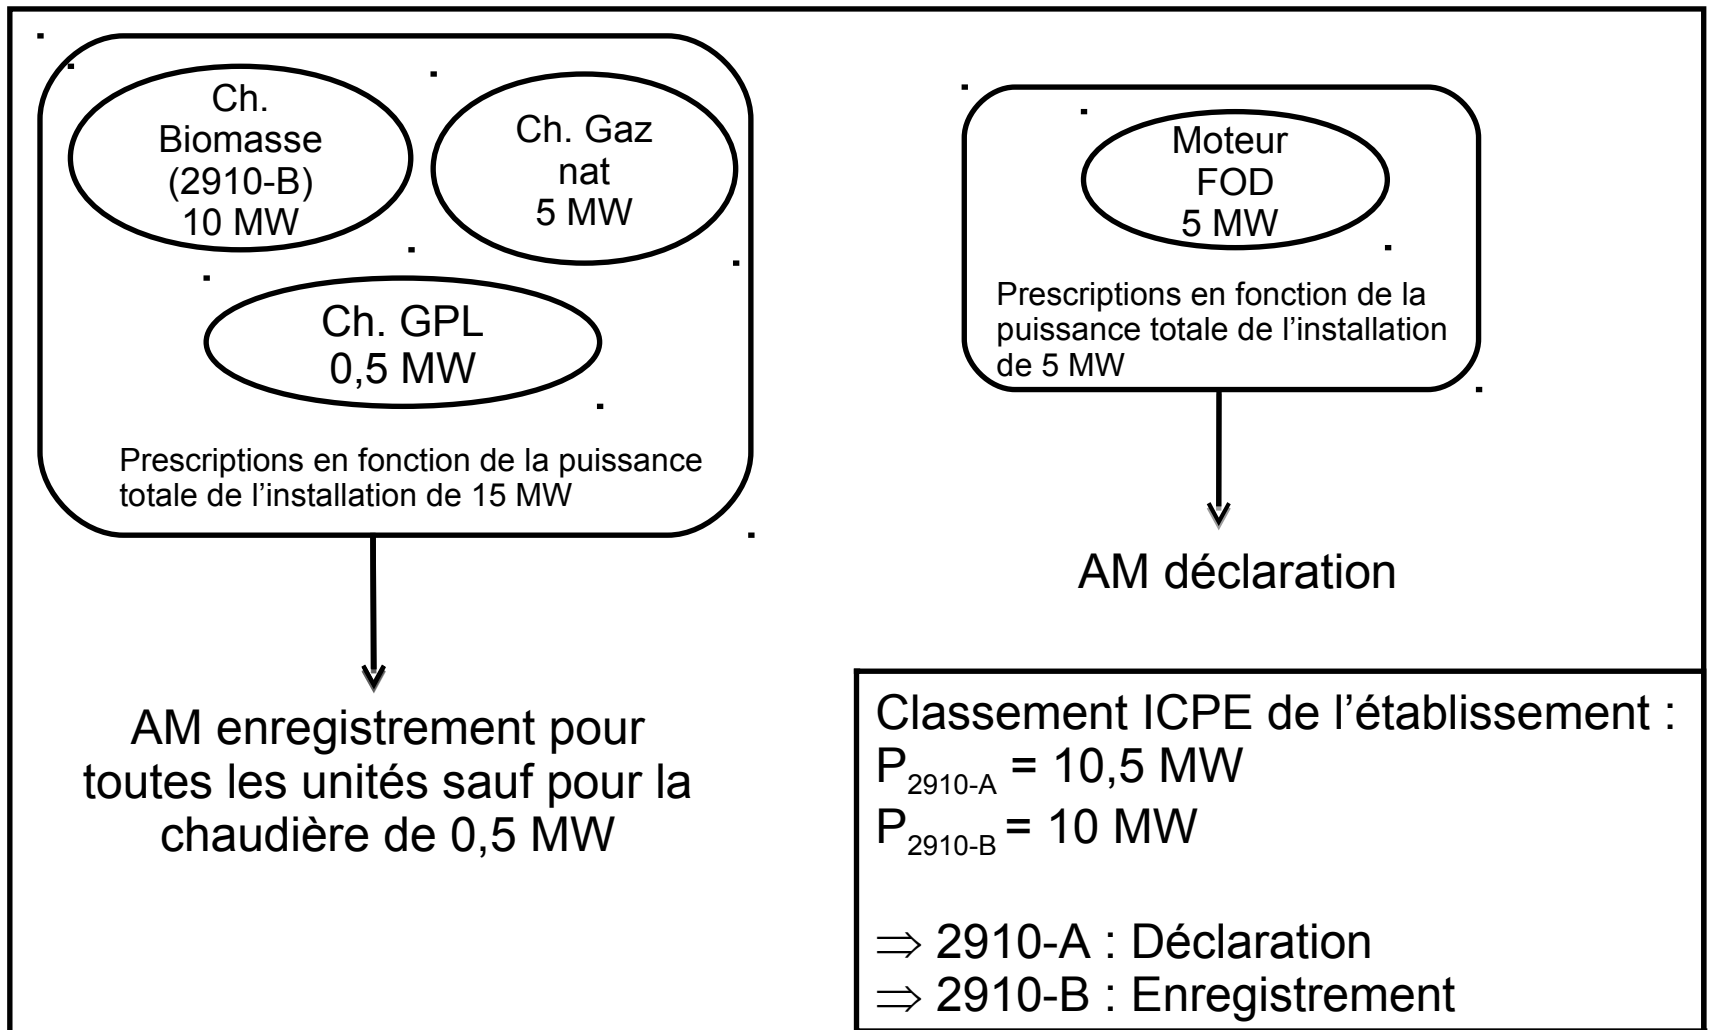 Ch.
Biomasse
(2910-B)
10 MW
Ch. Gaz
nat
5 MW
Ch. GPL
0,5 MW
Prescriptions en fonction de la puissance
totale de l’installation de 15 MW
Moteur
FOD
5 MW
Prescriptions en fonction de la
puissance totale de l’installation
de 5 MW
AM déclaration
AM enregistrement pour
toutes les unités sauf pour la
chaudière de 0,5 MW
Classement ICPE de l’établissement :
P2910-A = 10,5 MW
P2910-B = 10 MW
⇒ 2910-A : Déclaration
⇒ 2910-B : Enregistrement